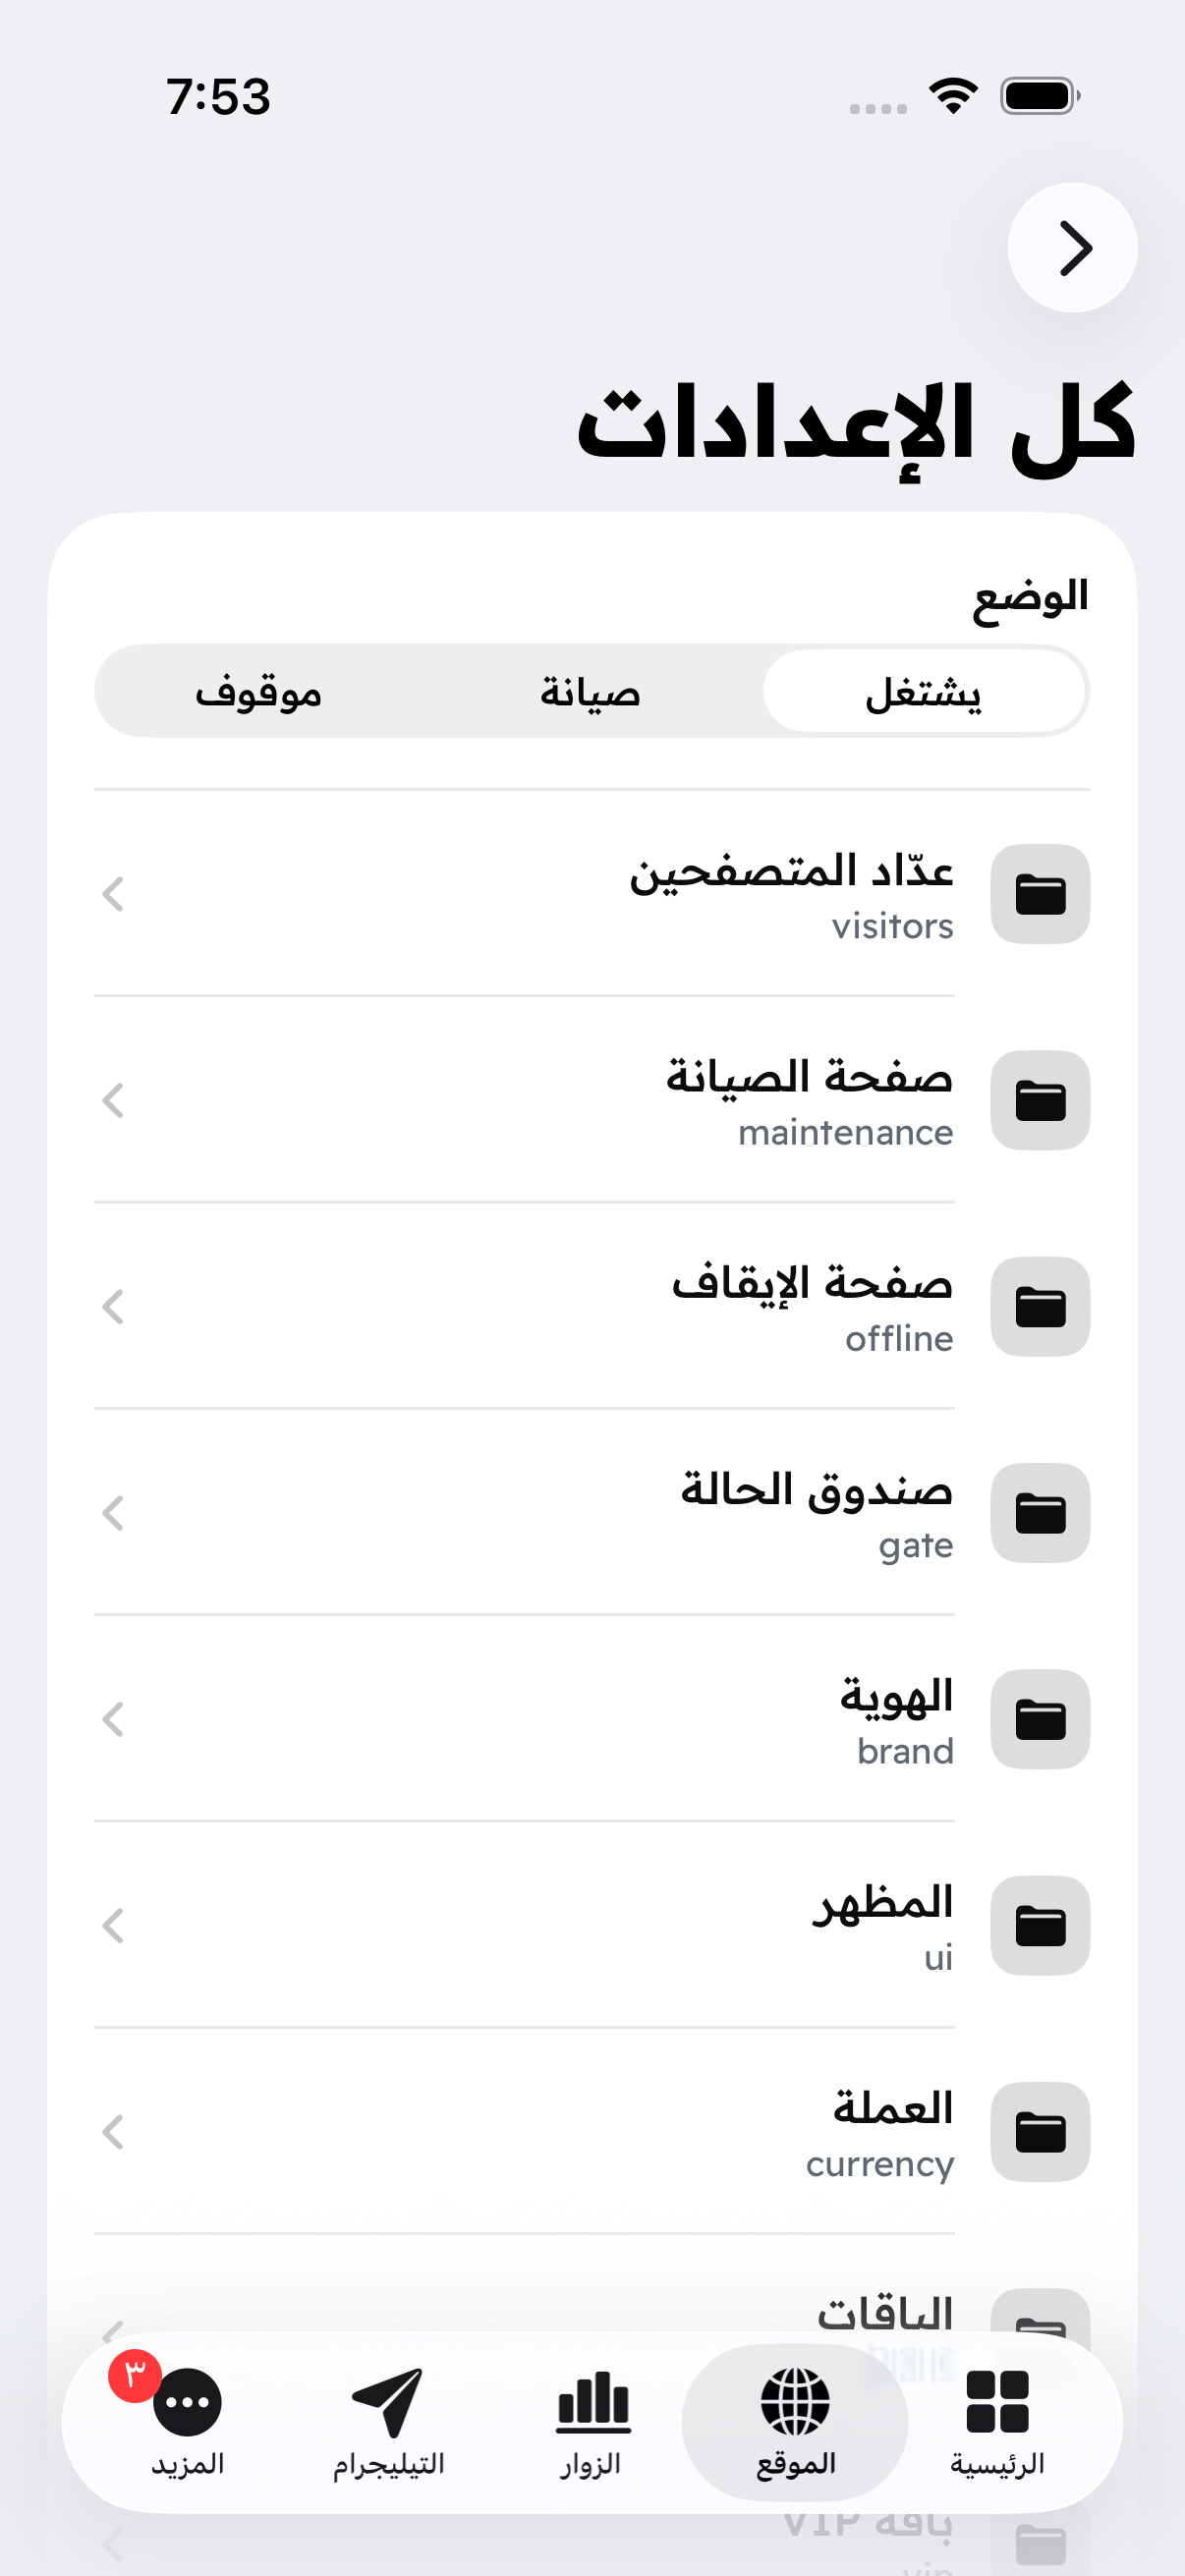 7:53
كل الإعدادات
الوضع
يشتغل
صيانة
موقوف
عدّاد المتصفحين
visitors
صفحة الصيانة
maintenance
صفحة الإيقاف
offline
صندوق الحالة
gate
الهوية
brand
المظهر
ui
العملة
currency
الباقات
الرئيسية
الموقع
الزوار
التيليجرام
المزيد
٣
باقة VIP
vip